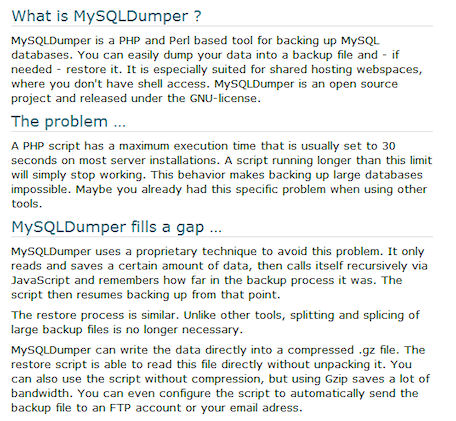 What is MySQLDumper ?
MySQLDumper is a PHP and Perl based tool for backing up MySQL
databases. You can easily dump your data into a backup file and - if
needed - restore it. It is especially suited for shared hosting webspaces,
where you don't have shell access. MySQLDumper is an open source
project and released under the GNU-license.
The problem ...
A PHP script has a maximum execution time that is usually set to 30
seconds on most server installations. A script running longer than this limit
will simply stop working. This behavior makes backing up large databases
impossible. Maybe you already had this specific problem when using other
tools.
MySQLDumper fills a gap ...
MySQLDumper uses a proprietary technique to avoid this problem. It only
reads and saves a certain amount of data, then calls itself recursively via
JavaScript and remembers how far in the backup process it was. The
script then resumes backing up from that point.
The restore process is similar. Unlike other tools, splitting and splicing of
large backup files is no longer necessary.
MySQLDumper can write the data directly into a compressed .gz file. The
restore script is able to read this file directly without unpacking it. You
can also use the script without compression, but using Gzip saves a lot of
bandwidth. You can even configure the script to automatically send the
backup file to an FTP account or your email adress.